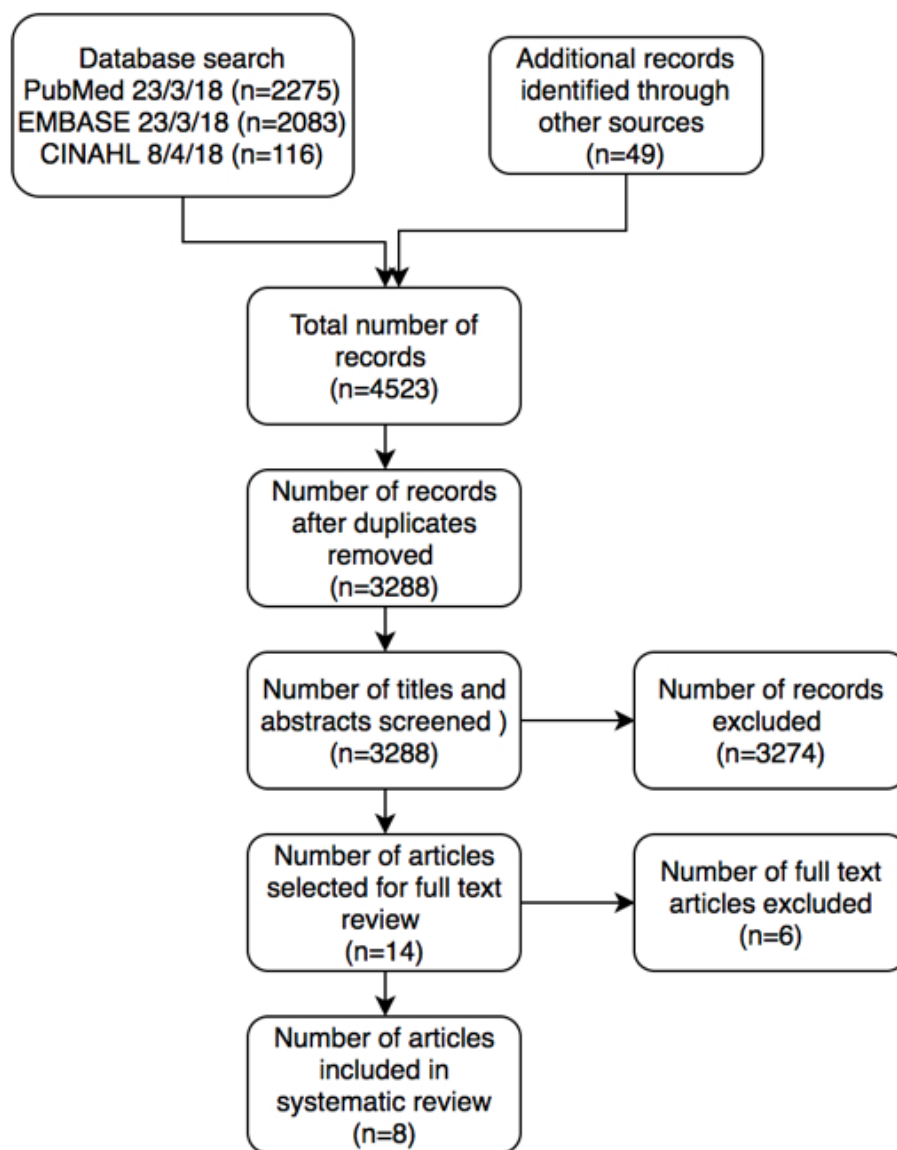 Database search
PubMed 23/3/18 (n=2275)
EMBASE 23/3/18 (n=2083)
CINAHL 8/4/18 (n=116)
Additional records
identified through
other sources
(n=49)
Total number of
records
(n=4523)
Number of records
after duplicates
removed
(n=3288)
Number of titles and
abstracts screened )
(n=3288)
Number of records
excluded
(n=3274)
Number of articles
selected for full text
review
(n=14)
Number of full text
articles excluded
(n=6)
Number of articles
included in
systematic review
(n=8)